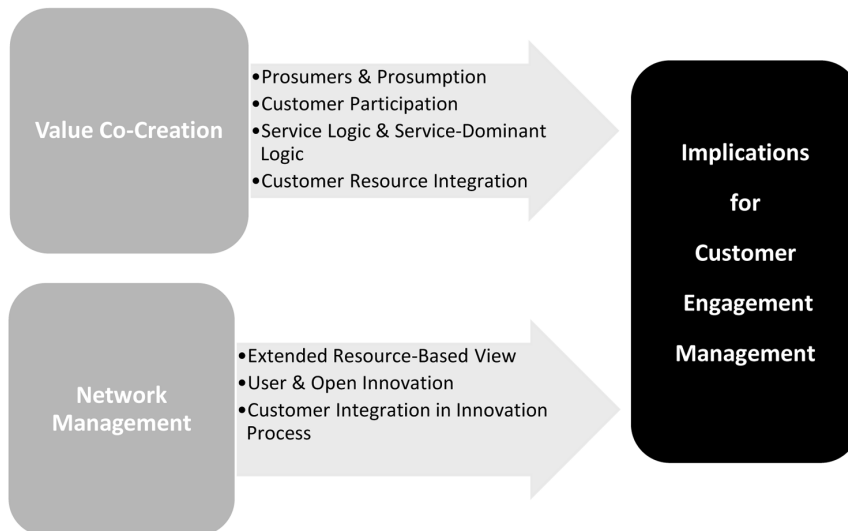 Value Co-Creation
•Prosumers & Prosumption
•Customer Participation
•Service Logic & Service-Dominant
Logic
•Customer Resource Integration
Network
Management
•Extended Resource-Based View
•User & Open Innovation
•Customer Integration in Innovation
Process
Implications
for
Customer
Engagement
Management